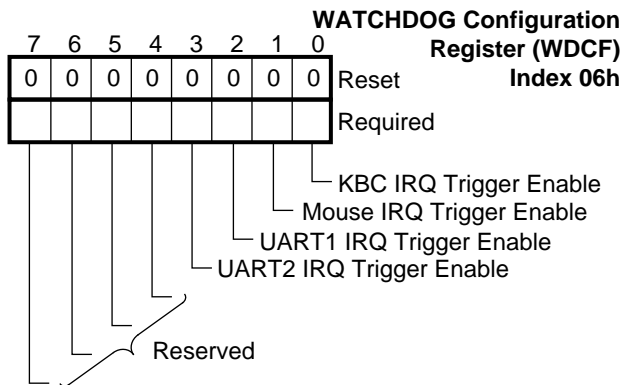 WATCHDOG Configuration
Register (WDCF)
Index 06h
7 6 5 4 3 2 1 0
0 0 0 0 0 0 0 0 Reset
Required
KBC IRQ Trigger Enable
Mouse IRQ Trigger Enable
UART1 IRQ Trigger Enable
UART2 IRQ Trigger Enable
Reserved